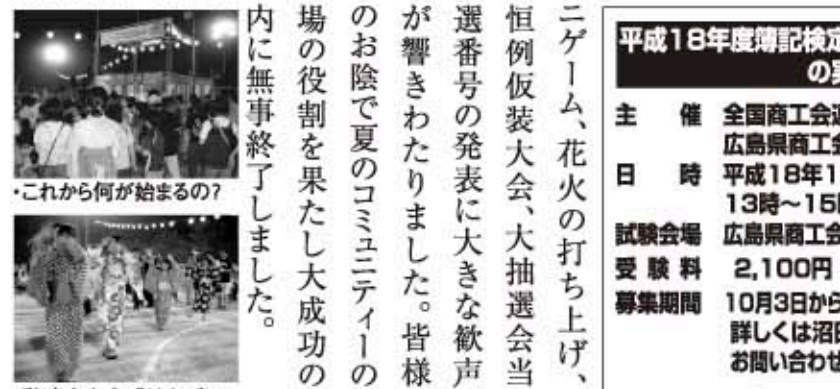 ニゲーム、花火の打ち上げ、
恒例仮装大会、大抽選会当
選番号の発表に大きな歓声
が響きわたりました。皆様
のお陰で夏のコミュニティーの
場の役割を果たし大成功の
内に無事終了しました。
・これから何が始まるの?
平成18年度簿記検定
の
主 催 全国商工会
広島県商工会
日 時 平成18年1
13時〜15
試験会場 広島県商工会
受験料 2,100円
募集期間 10月3日から
詳しくは沼田
お問い合わせ